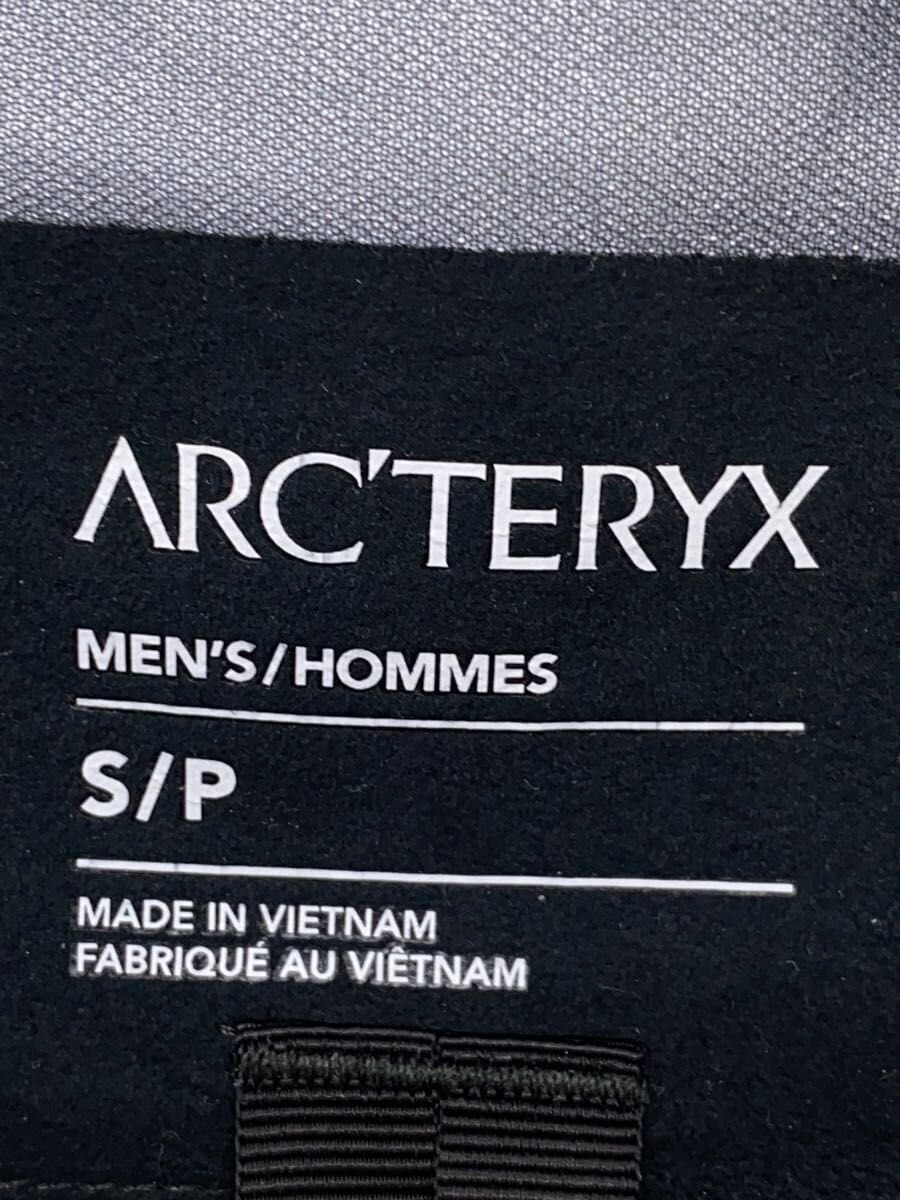 ARC'TERYX
MEN'S/HOMMES
S/P
MADE IN VIETNAM
FABRIQUÉ AU VIÊTNAM